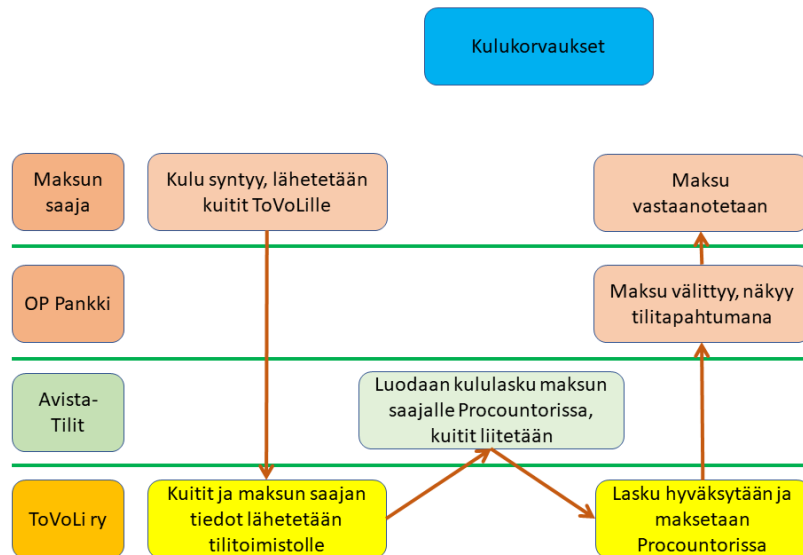 Kulukorvaukset
Maksun
saaja
Kulu syntyy, lähetetään
kuitit ToVoLille
Maksu
vastaanotetaan
OP Pankki
Maksu välittyy, näkyy
tilitapahtumana
Avista-
Tilit
Luodaan kululasku maksun
saajalle Procountorissa,
kuitit liitetään
ToVoLi ry
Kuitit ja maksun saajan
tiedot lähetetään
tilitoimistolle
Lasku hyväksytään ja
maksetaan
Procountorissa